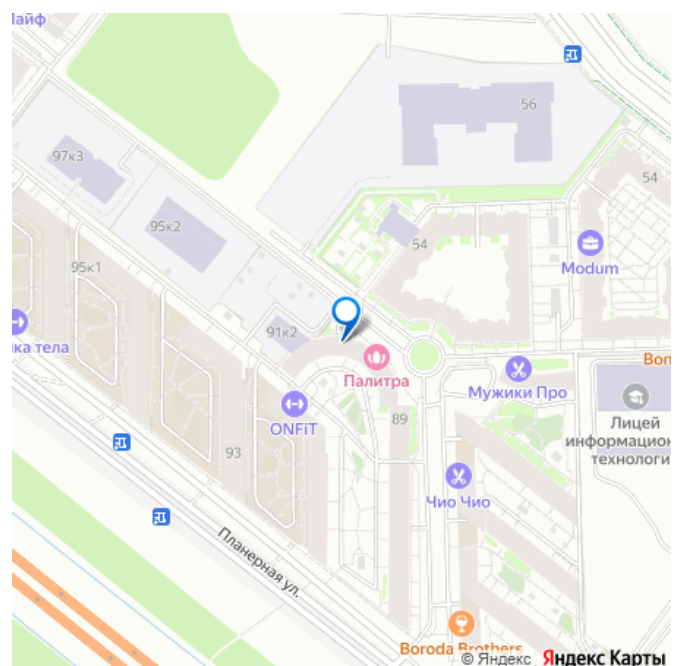 Лайф
56
97к3
54
95к2
54
Modum
95к1
91к2
ика тела
Палитра
Bon
Мужики Про
ONFiT
89
Лицей
информацион
технологи
93
Чио Чио
Планерная ул.
Boroda Brothers
© Яндекс Яндекс Карты